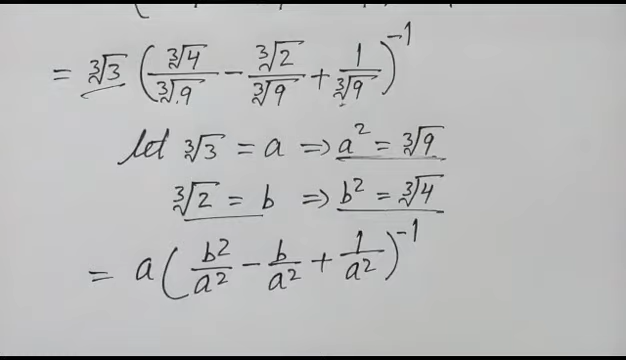 = ∛3 (∛4/∛9 - ∛2/∛9 + 1/∛9)⁻¹
let ∛3 = a ⇒ a² = ∛9
∛2 = b ⇒ b² = ∛4
= a (b²/a² - b/a² + 1/a²)⁻¹